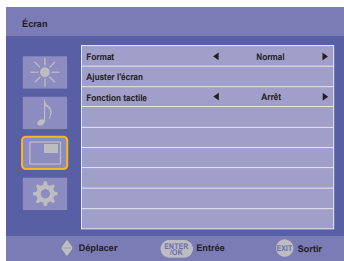 Écran
Format Normal
Ajuster l'écran
Fonction tactile Arrêt
Déplacer ENTER /OK Entrée EXIT Sortir